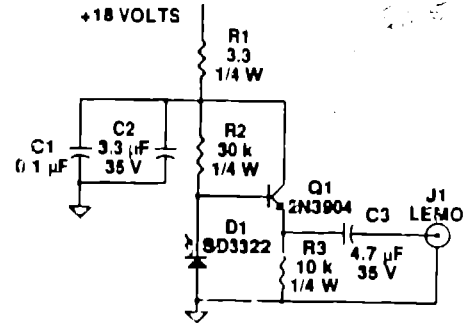 +18 VOLTS
R1
3.3
1/4 W
C1
0.1 µF
C2
3.3 µF
35 V
R2
30 k
1/4 W
Q1
2N3904
D1
SD3322
R3
10 k
1/4 W
C3
4.7 µF
35 V
J1
LEMO